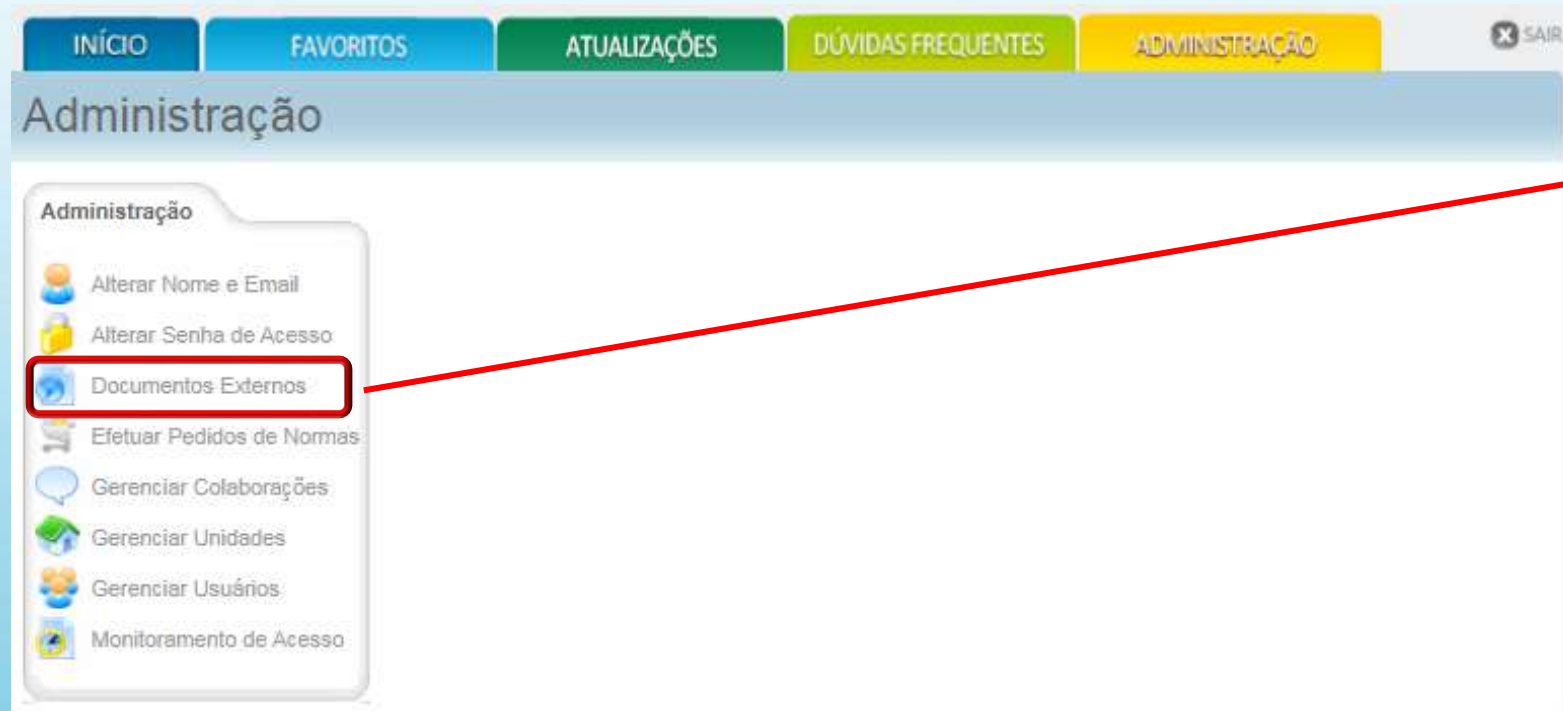 INÍCIO FAVORITOS ATUALIZAÇÕES DÚVIDAS FREQUENTES ADMINISTRAÇÃO SAIR
Administração
Administração
Alterar Nome e Email
Alterar Senha de Acesso
Documentos Externos
Efetuar Pedidos de Normas
Gerenciar Colaborações
Gerenciar Unidades
Gerenciar Usuários
Monitoramento de Acesso